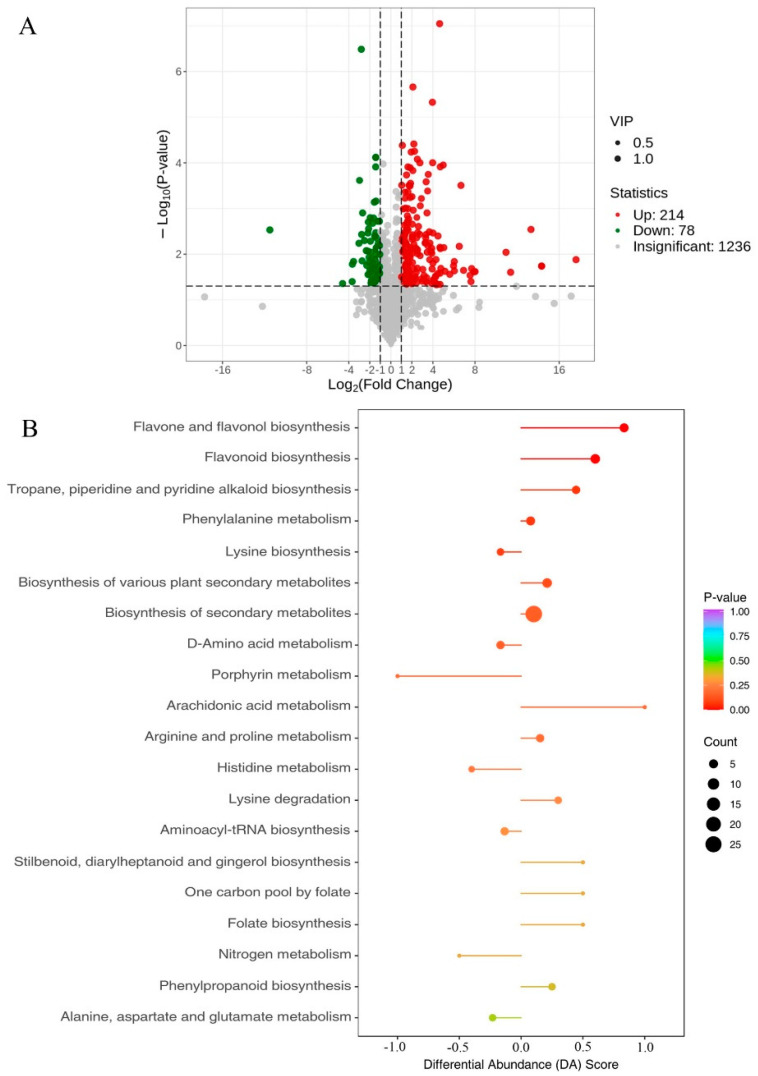 A
− Log10(P-value)
6
4
2
0
-16
-8
-4
-2
-1
0
1
2
4
8
16
Log2(Fold Change)
VIP
0.5
1.0
Statistics
Up: 214
Down: 78
Insignificant: 1236
B
Flavone and flavonol biosynthesis
Flavonoid biosynthesis
Tropane, piperidine and pyridine alkaloid biosynthesis
Phenylalanine metabolism
Lysine biosynthesis
Biosynthesis of various plant secondary metabolites
Biosynthesis of secondary metabolites
D-Amino acid metabolism
Porphyrin metabolism
Arachidonic acid metabolism
Arginine and proline metabolism
Histidine metabolism
Lysine degradation
Aminoacyl-tRNA biosynthesis
Stilbenoid, diarylheptanoid and gingerol biosynthesis
One carbon pool by folate
Folate biosynthesis
Nitrogen metabolism
Phenylpropanoid biosynthesis
Alanine, aspartate and glutamate metabolism
-1.0
-0.5
0.0
0.5
1.0
Differential Abundance (DA) Score
P-value
1.00
0.75
0.50
0.25
0.00
Count
5
10
15
20
25